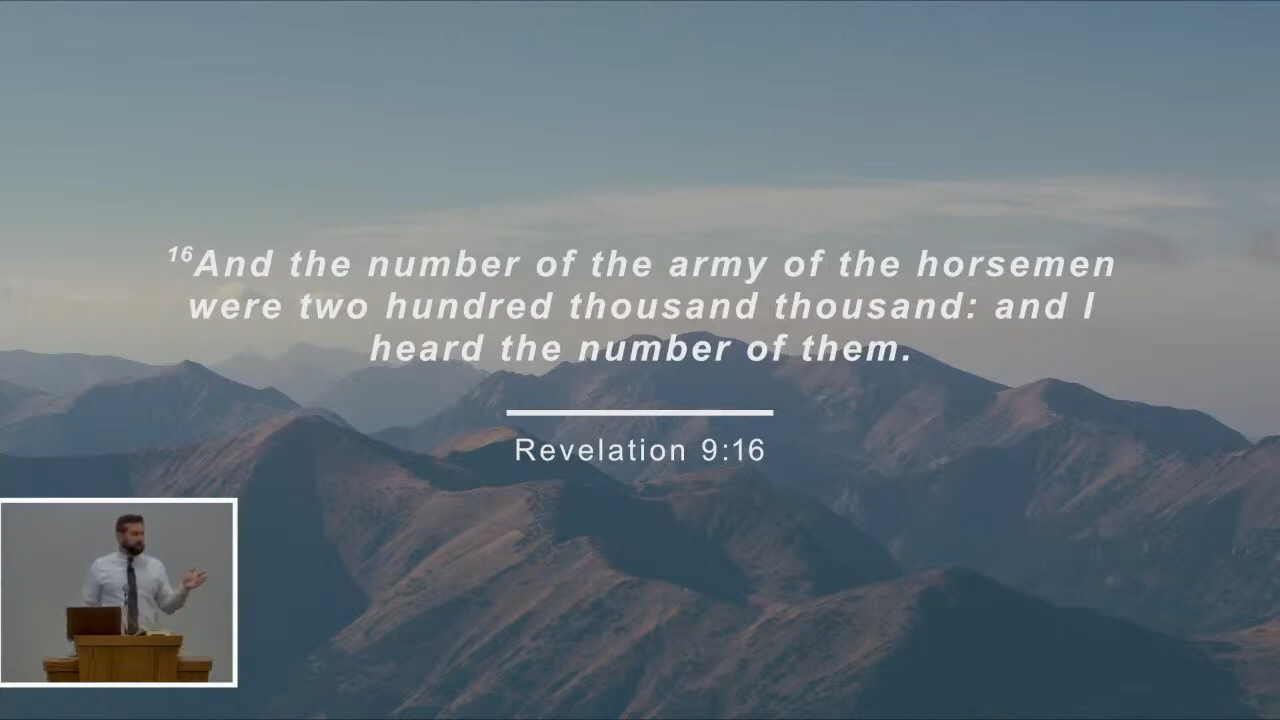 ¹⁶And the number of the army of the horsemen
were two hundred thousand thousand: and I
heard the number of them.
Revelation 9:16